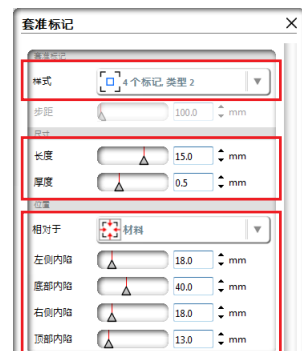 套准标记
套准标记
样式 4个标记, 类型 2
步距 100.0 mm
尺寸
长度 15.0 mm
厚度 0.5 mm
位置
相对于 材料
左侧内陷 18.0 mm
底部内陷 40.0 mm
右侧内陷 18.0 mm
顶部内陷 13.0 mm